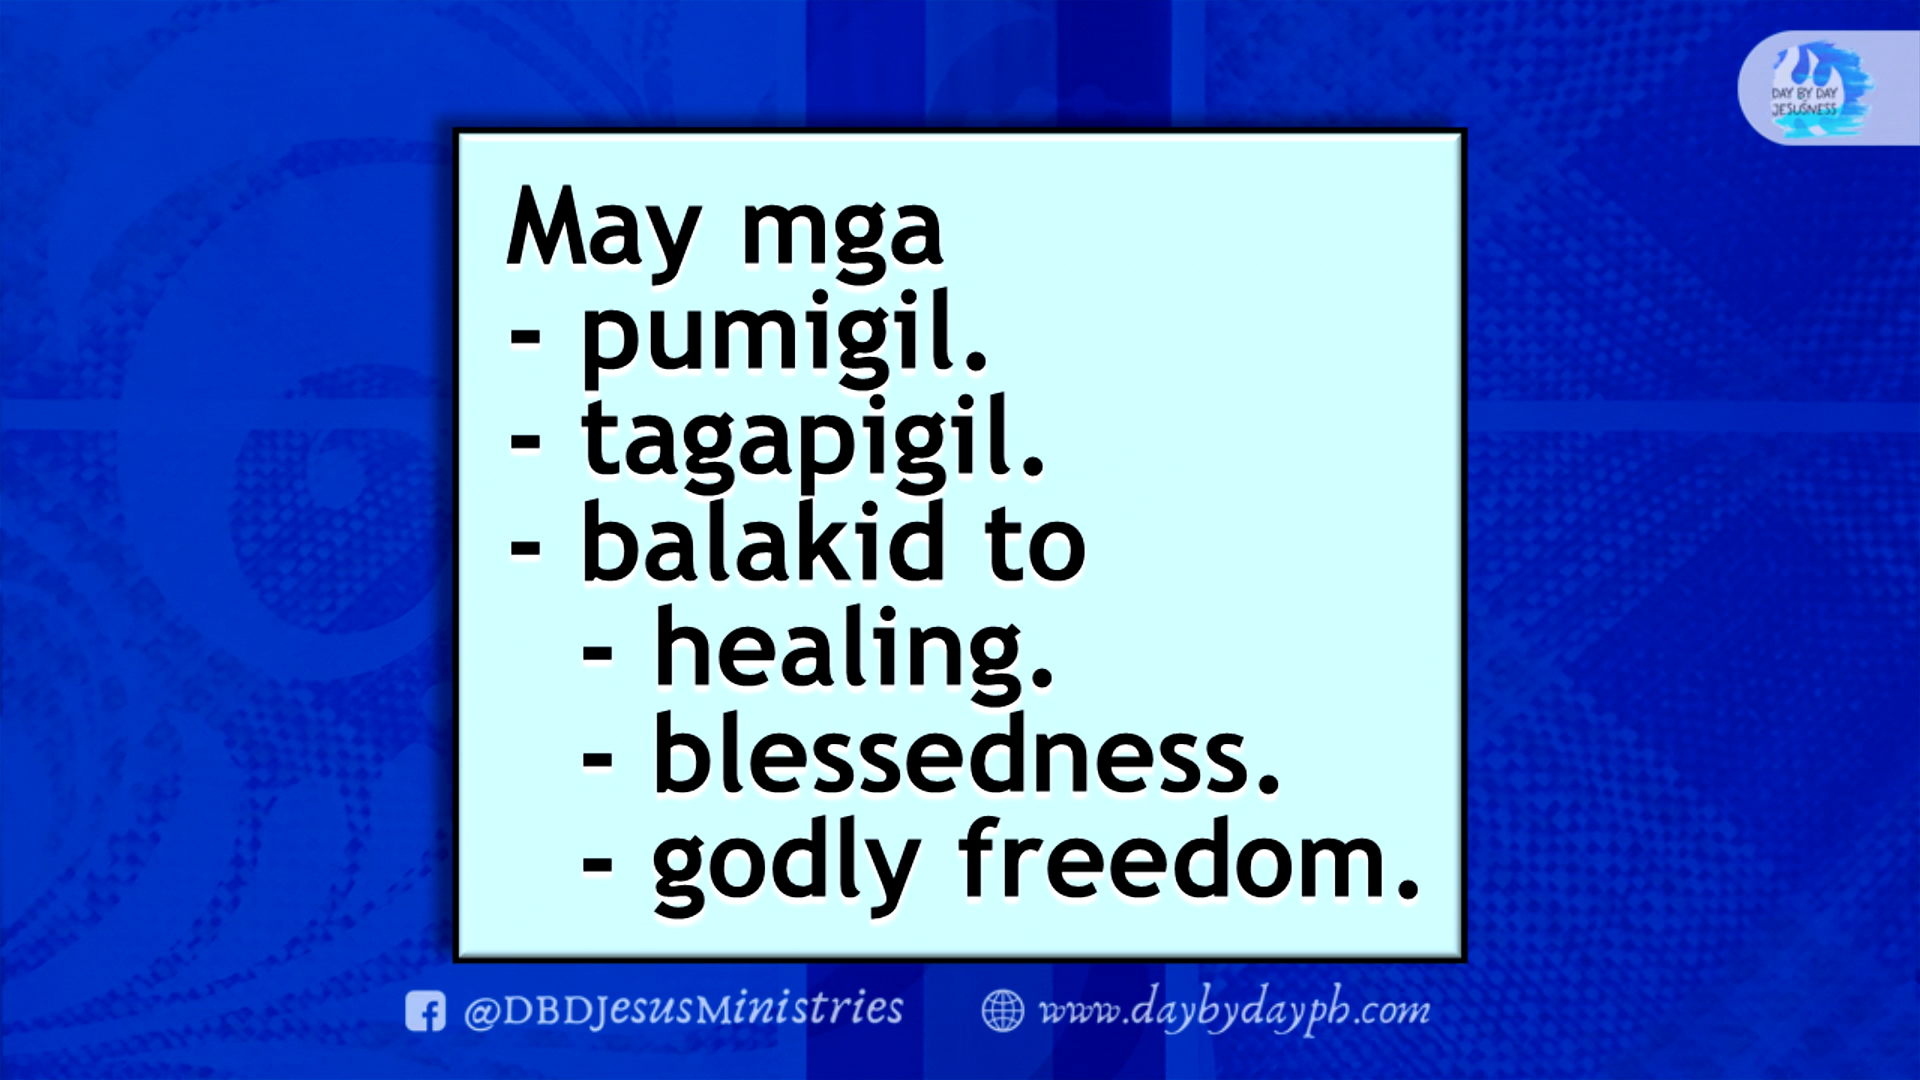 DAY BY DAY
JESUSNESS
May mga
- pumigil.
- tagapigil.
- balakid to
- healing.
- blessedness.
- godly freedom.
@DBDJesusMinistries
www.daybydayph.com